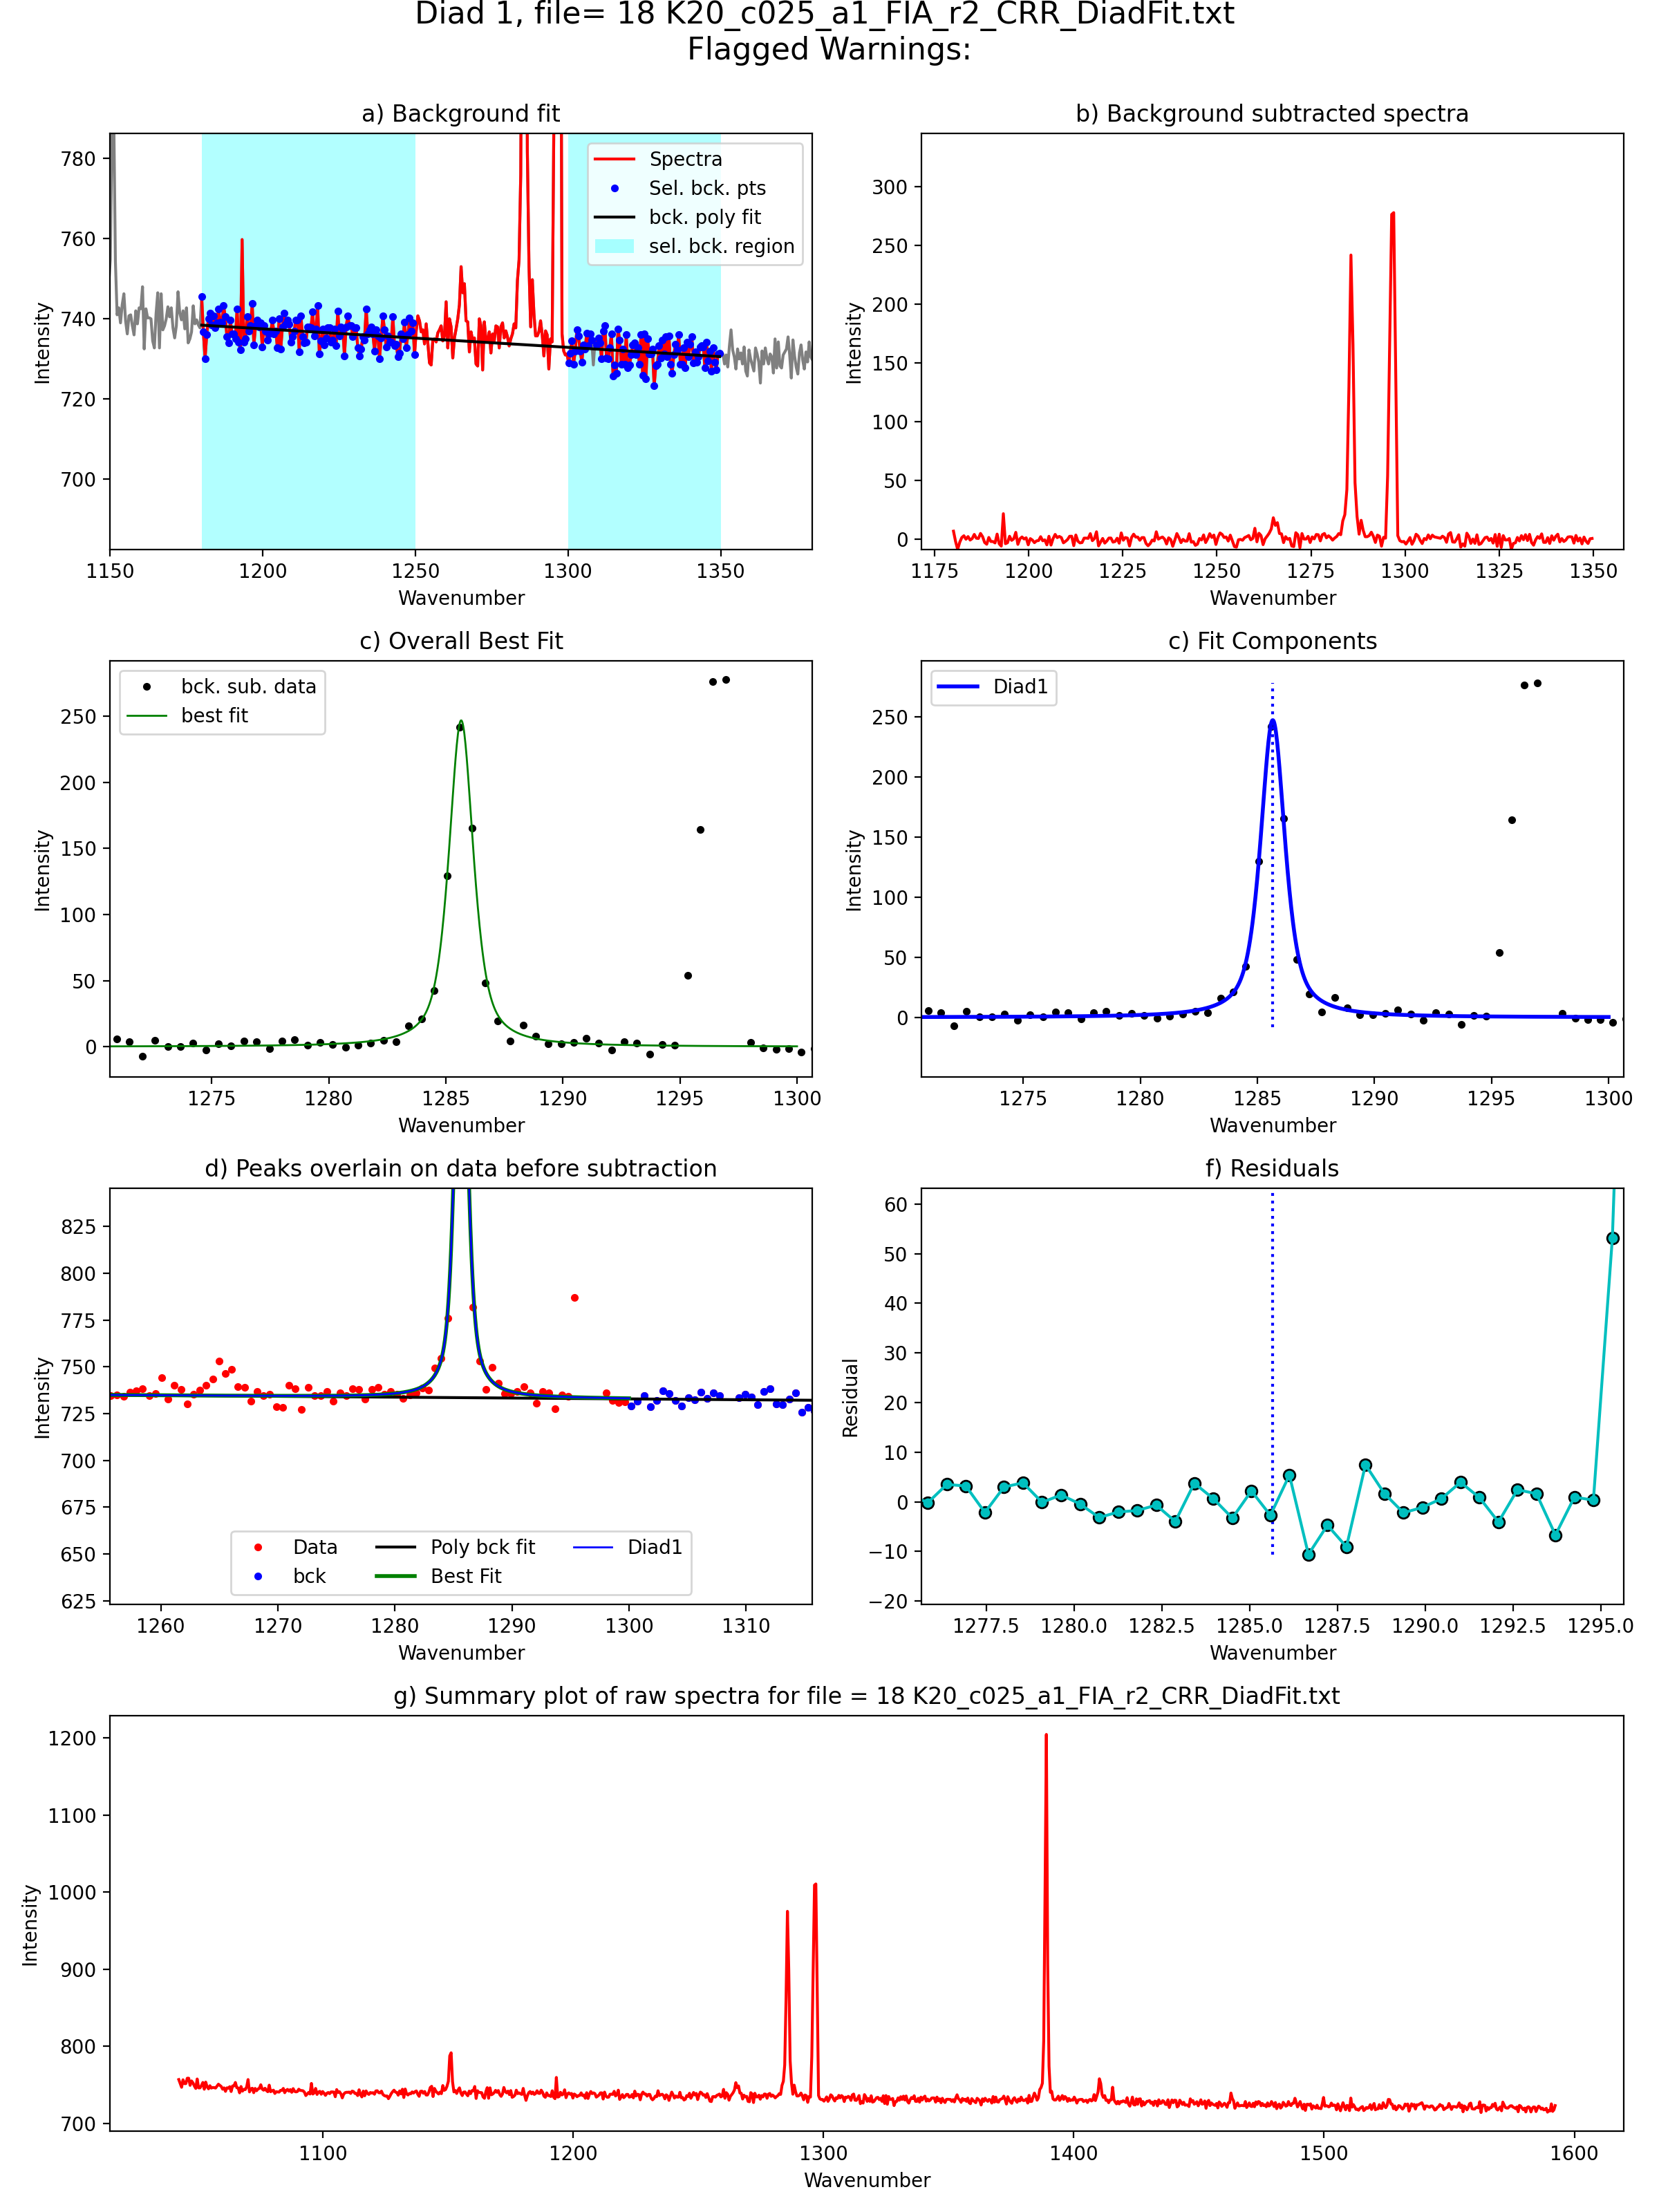 Diad 1, file= 18 K20_c025_a1_FIA_r2_CRR_DiadFit.txt
Flagged Warnings:
a) Background fit
780
760
740
720
700
Intensity
Spectra
Sel. bck. pts
bck. poly fit
sel. bck. region
1150 1200 1250 1300 1350
Wavenumber
b) Background subtracted spectra
300
250
200
150
100
50
0
Intensity
1175 1200 1225 1250 1275 1300 1325 1350
Wavenumber
c) Overall Best Fit
250
200
150
100
50
0
Intensity
bck. sub. data
best fit
1275 1280 1285 1290 1295 1300
Wavenumber
c) Fit Components
250
200
150
100
50
0
Intensity
Diad1
1275 1280 1285 1290 1295 1300
Wavenumber
d) Peaks overlain on data before subtraction
825
800
775
750
725
700
675
650
625
Intensity
Data Poly bck fit Diad1
bck Best Fit
1260 1270 1280 1290 1300 1310
Wavenumber
f) Residuals
60
50
40
30
20
10
0
−10
−20
Residual
1277.5 1280.0 1282.5 1285.0 1287.5 1290.0 1292.5 1295.0
Wavenumber
g) Summary plot of raw spectra for file = 18 K20_c025_a1_FIA_r2_CRR_DiadFit.txt
1200
1100
1000
900
800
700
Intensity
1100 1200 1300 1400 1500 1600
Wavenumber